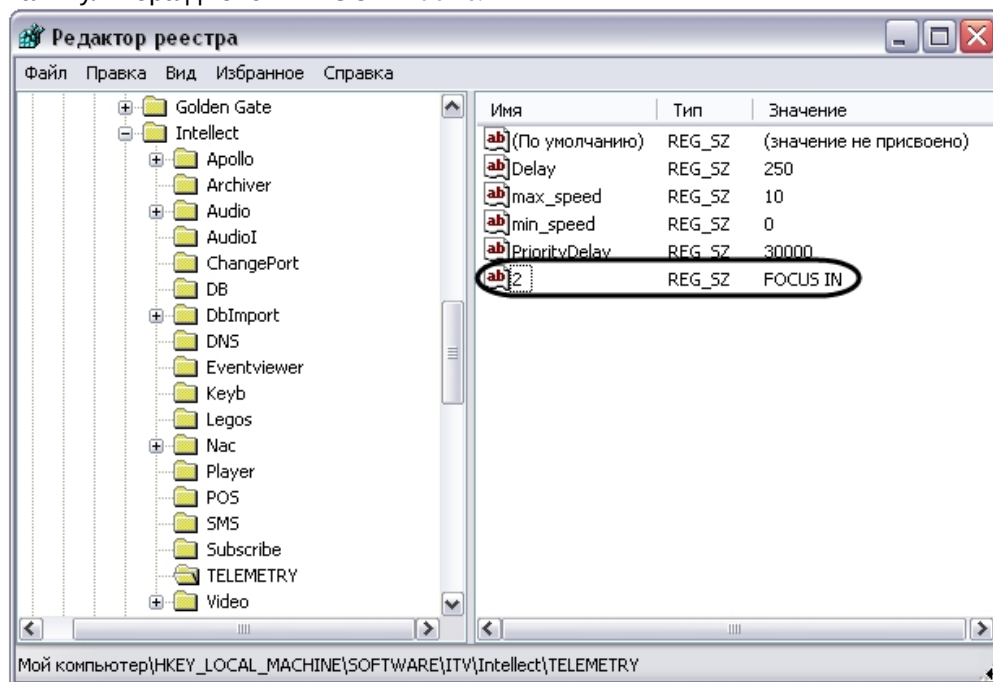 Редактор реестра
Файл Правка Вид Избранное Справка
Golden Gate
Intellect
Apollo
Archiver
Audio
AudioI
ChangePort
DB
DbImport
DNS
Eventviewer
Keyb
Legos
Nac
Player
POS
SMS
Subscribe
TELEMETRY
Video
Имя Тип Значение
(По умолчанию) REG_SZ (значение не присвоено)
Delay REG_SZ 250
max_speed REG_SZ 10
min_speed REG_SZ 0
PriorityDelay REG_SZ 30000
2 REG_SZ FOCUS IN
Мой компьютер\HKEY_LOCAL_MACHINE\SOFTWARE\ITV\Intellect\TELEMETRY